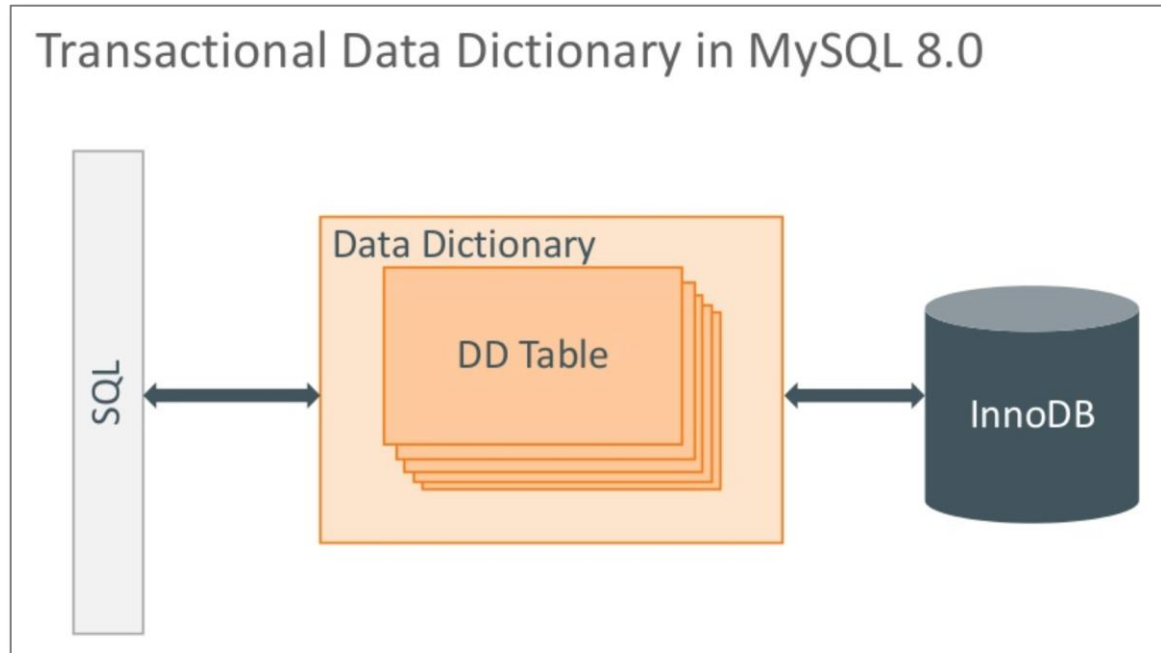 Transactional Data Dictionary in MySQL 8.0
SQL
Data Dictionary
DD Table
InnoDB